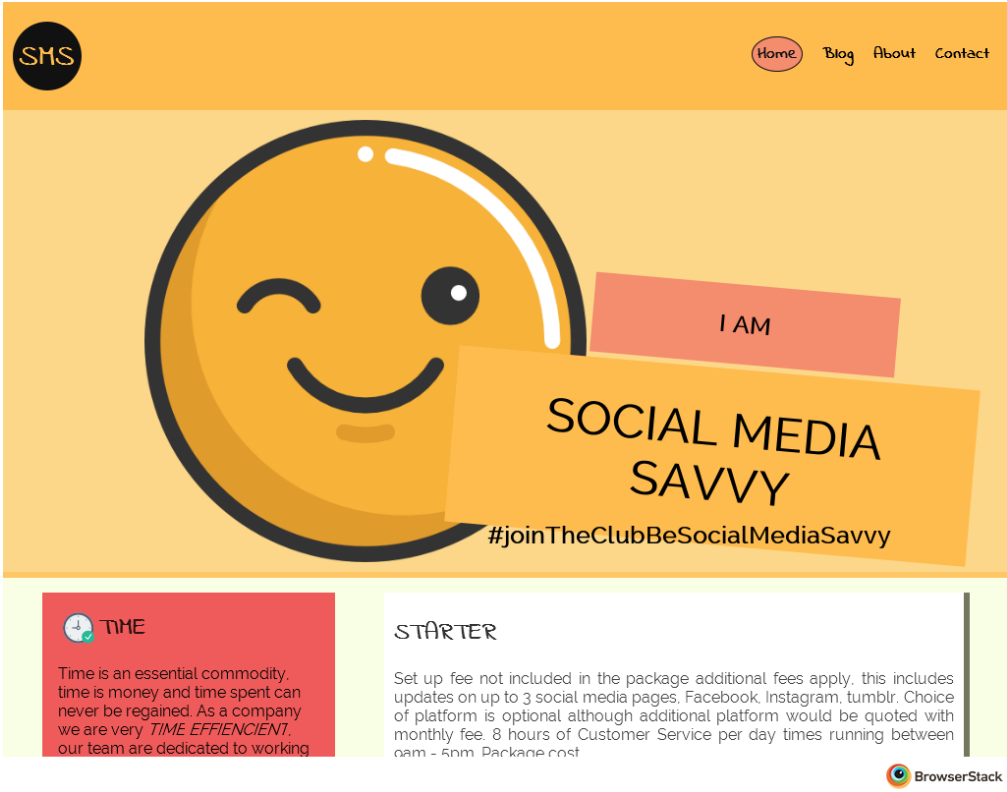 SMS
Home Blog About Contact
I AM
SOCIAL MEDIA
SAVVY
#joinTheClubBeSocialMediaSavvy
TIME
Time is an essential commodity,
time is money and time spent can
never be regained. As a company
we are very TIME EFFIENCIENT,
our team are dedicated to working
STARTER
Set up fee not included in the package additional fees apply, this includes
updates on up to 3 social media pages, Facebook, Instagram, tumblr. Choice
of platform is optional although additional platform would be quoted with
monthly fee. 8 hours of Customer Service per day times running between
9am - 5pm. Package cost
BrowserStack